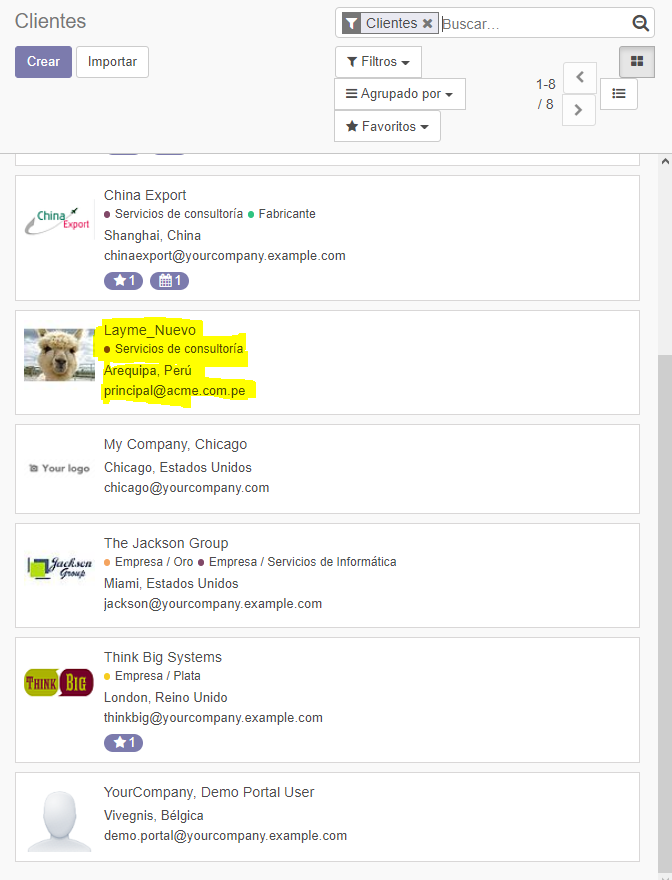 Clientes
Clientes ✖ Buscar...
Crear Importar
Filtros
Agrupado por
Favoritos
1-8
/ 8
China Export
China Export
Servicios de consultoría Fabricante
Shanghai, China
chinaexport@yourcompany.example.com
1 1
Layme_Nuevo
Servicios de consultoría
Arequipa, Perú
principal@acme.com.pe
Your logo
My Company, Chicago
Chicago, Estados Unidos
chicago@yourcompany.com
Jackson Group
The Jackson Group
Empresa / Oro Empresa / Servicios de Informática
Miami, Estados Unidos
jackson@yourcompany.example.com
THINK BIG
Think Big Systems
Empresa / Plata
London, Reino Unido
thinkbig@yourcompany.example.com
1
YourCompany, Demo Portal User
Vivegnis, Bélgica
demo.portal@yourcompany.example.com